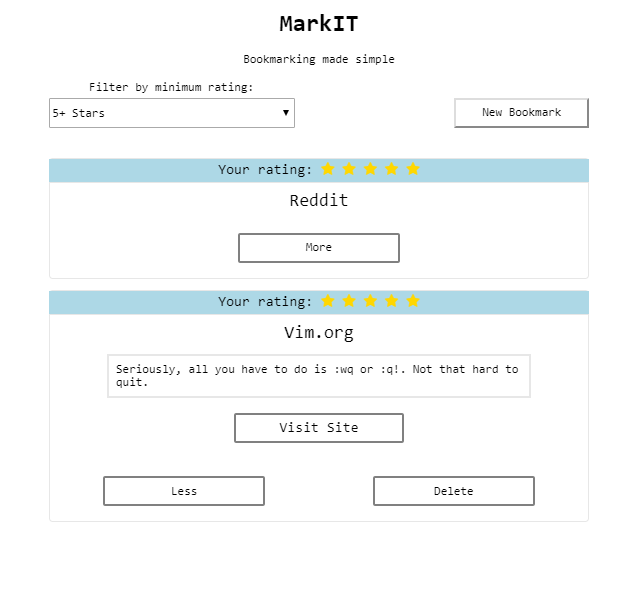 MarkIT
Bookmarking made simple
Filter by minimum rating:
5+ Stars
New Bookmark
Your rating:
Reddit
More
Your rating:
Vim.org
Seriously, all you have to do is :wq or :q!. Not that hard to
quit.
Visit Site
Less
Delete